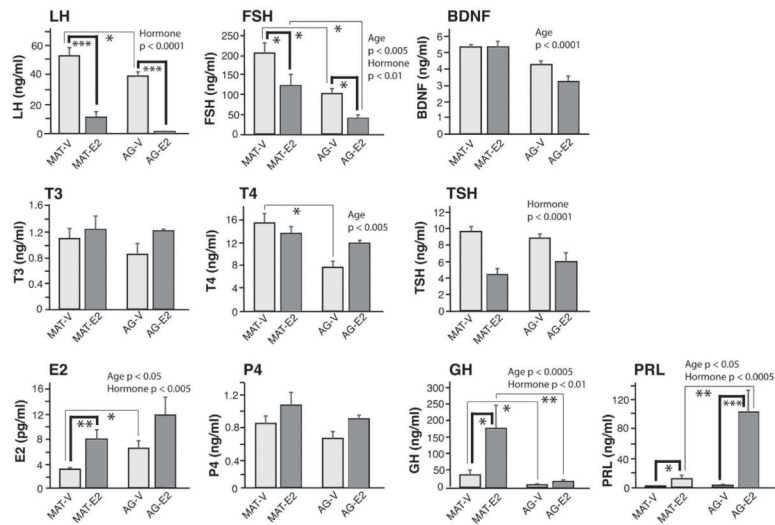 LH
Hormone
p < 0.0001
***
*
***
LH (ng/ml)
60
40
20
0
MAT-V
MAT-E2
AG-V
AG-E2
FSH
Age
p < 0.005
Hormone
p < 0.01
*
*
*
*
FSH (ng/ml)
250
200
150
100
50
0
MAT-V
MAT-E2
AG-V
AG-E2
BDNF
Age
p <0.0001
BDNF (ng/ml)
6
5
4
3
2
1
0
MAT-V
MAT-E2
AG-V
AG-E2
T3
T3 (ng/ml)
1.6
1.2
0.8
0.4
0
MAT-V
MAT-E2
AG-V
AG-E2
T4
*
Age
p < 0.005
T4 (ng/ml)
16
12
8
4
0
MAT-V
MAT-E2
AG-V
AG-E2
TSH
Hormone
p < 0.0001
TSH (ng/ml)
12
10
8
6
4
2
0
MAT-V
MAT-E2
AG-V
AG-E2
E2
Age p < 0.05
Hormone p < 0.005
**
*
E2 (pg/ml)
16
12
8
4
0
MAT-V
MAT-E2
AG-V
AG-E2
P4
P4 (ng/ml)
1.2
0.8
0.4
0
MAT-V
MAT-E2
AG-V
AG-E2
GH
Age p < 0.0005
Hormone p < 0.01
**
*
*
GH (ng/ml)
300
250
200
150
100
50
0
MAT-V
MAT-E2
AG-V
AG-E2
PRL
Age p < 0.05
Hormone p < 0.0005
**
***
*
PRL (ng/ml)
120
80
40
0
MAT-V
MAT-E2
AG-V
AG-E2